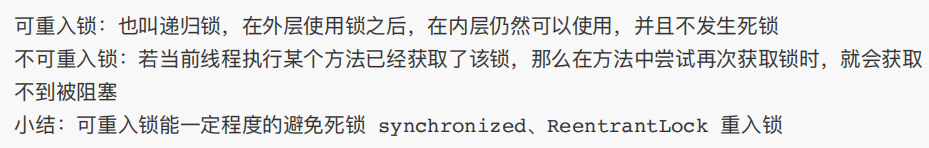 可重入锁：也叫递归锁，在外层使用锁之后，在内层仍然可以使用，并且不发生死锁
不可重入锁：若当前线程执行某个方法已经获取了该锁，那么在方法中尝试再次获取锁时，就会获取
不到被阻塞
小结：可重入锁能一定程度的避免死锁 synchronized、ReentrantLock 重入锁